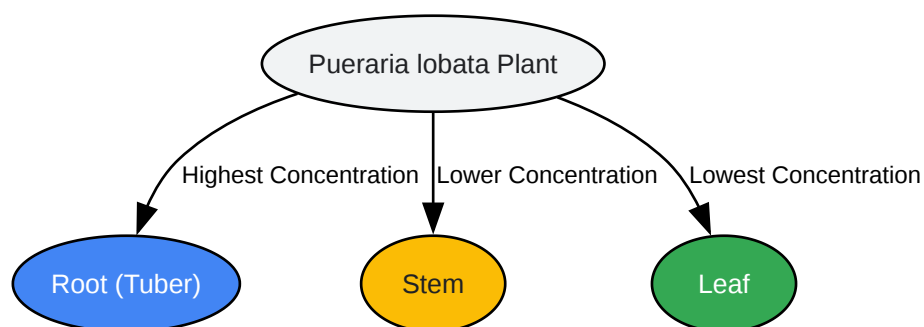 Pueraria lobata Plant
Highest Concentration
Lower Concentration
Lowest Concentration
Root (Tuber)
Stem
Leaf